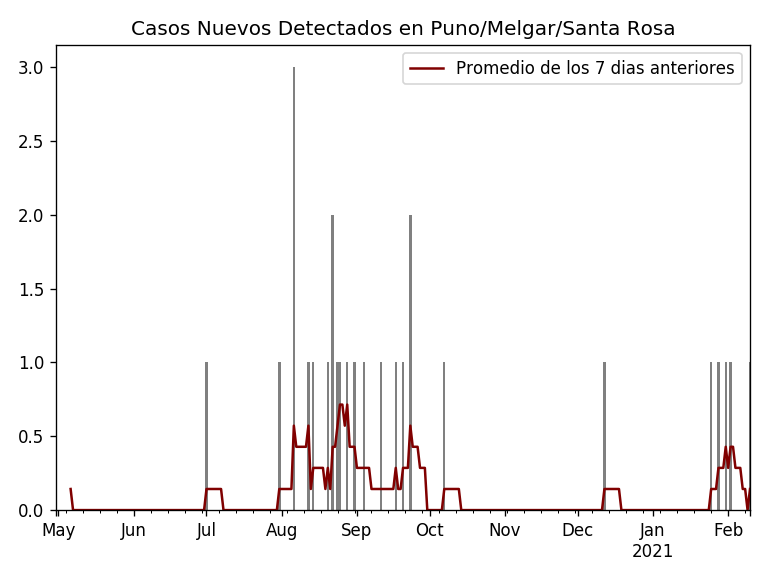 Casos Nuevos Detectados en Puno/Melgar/Santa Rosa
Promedio de los 7 dias anteriores
3.0
2.5
2.0
1.5
1.0
0.5
0.0
May Jun Jul Aug Sep Oct Nov Dec Jan Feb
2021